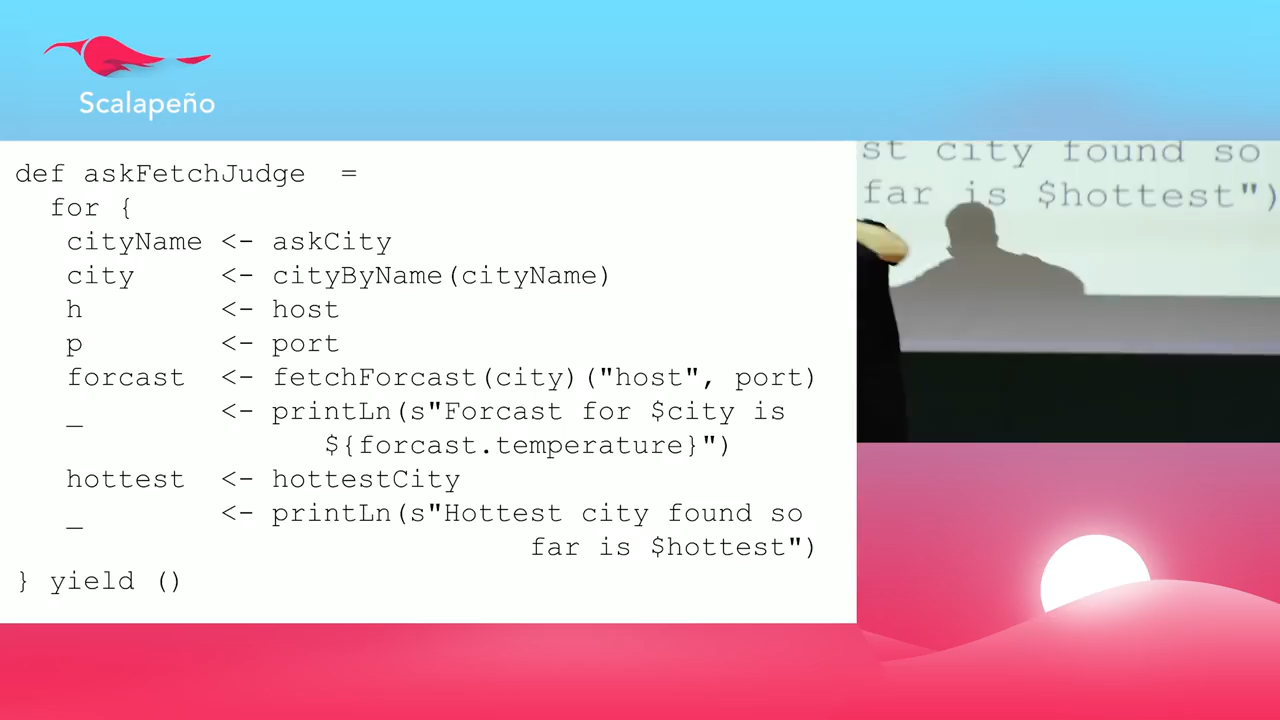 Scalapeño
def askFetchJudge =
for {
cityName <- askCity
city <- cityByName(cityName)
h <- host
p <- port
forcast <- fetchForcast(city)("host", port)
_ <- printLn(s"Forcast for $city is
${forcast.temperature}")
hottest <- hottestCity
_ <- printLn(s"Hottest city found so
far is $hottest")
} yield ()
st city found so
far is $hottest")